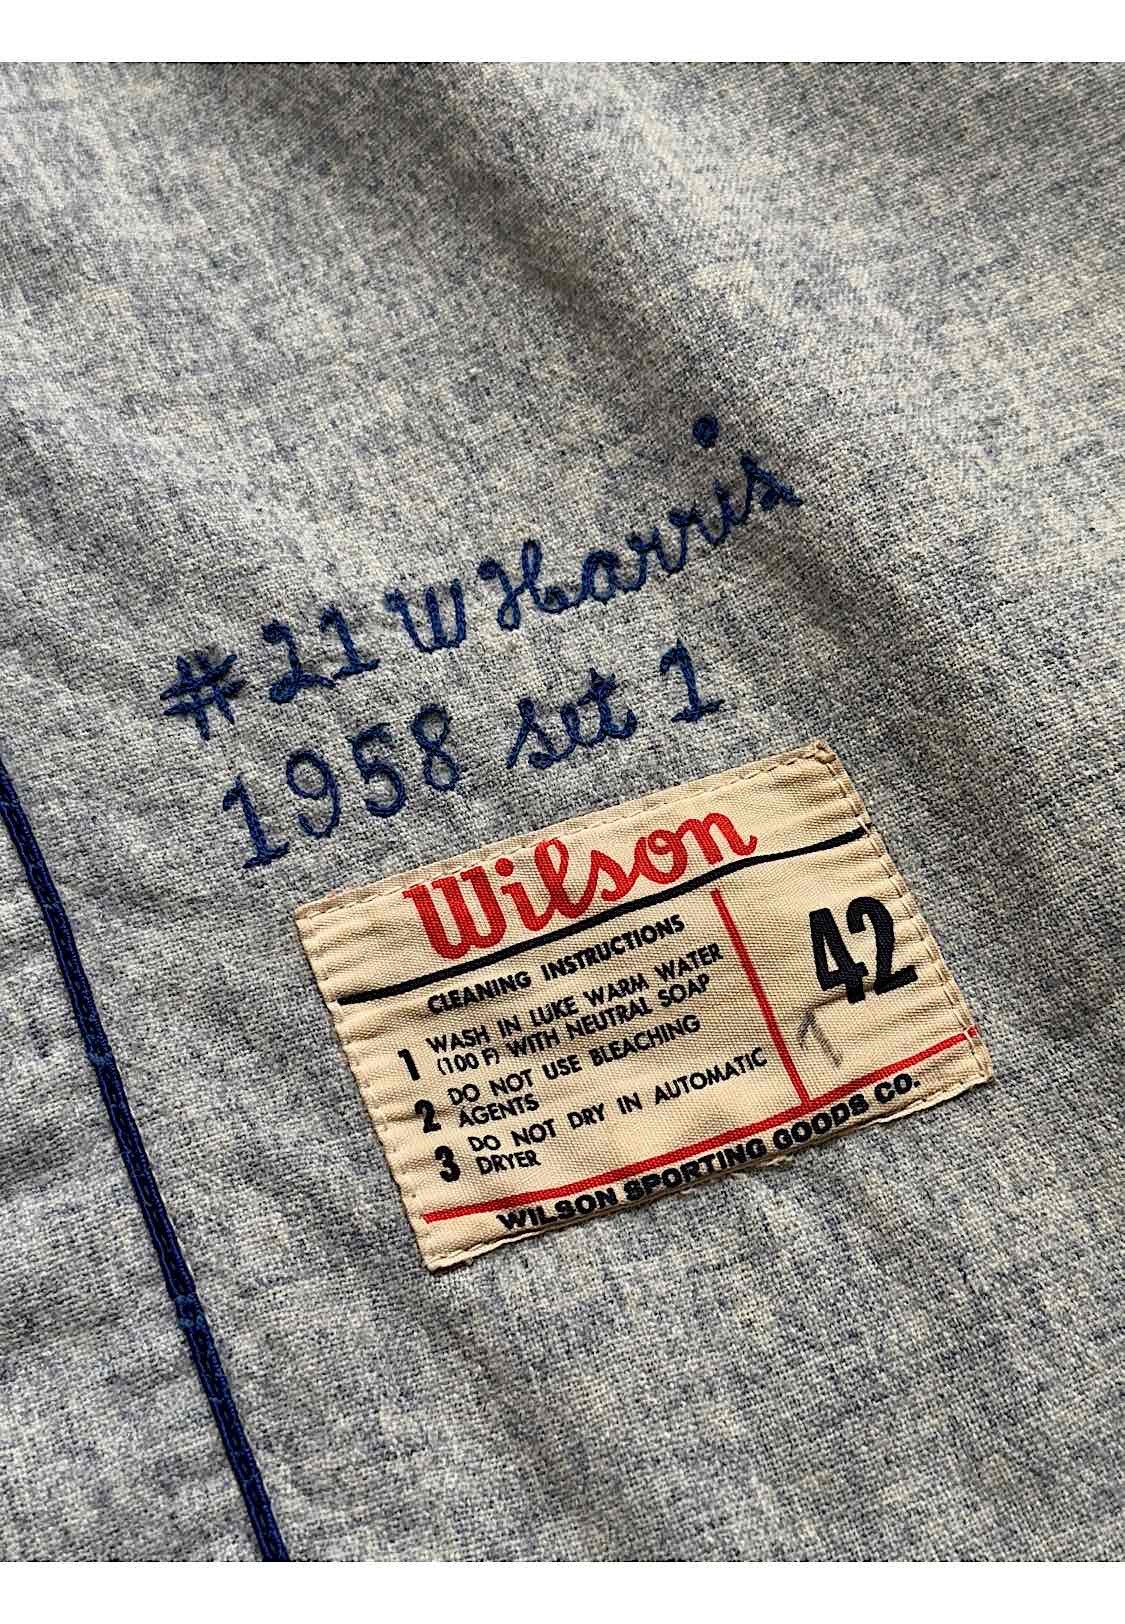 #21 W Harris
1958 set 1
Wilson
CLEANING INSTRUCTIONS
1 WASH IN LUKE WARM WATER
(100 F) WITH NEUTRAL SOAP
2 DO NOT USE BLEACHING
AGENTS
3 DO NOT DRY IN AUTOMATIC
DRYER
42
T
WILSON SPORTING GOODS CO.